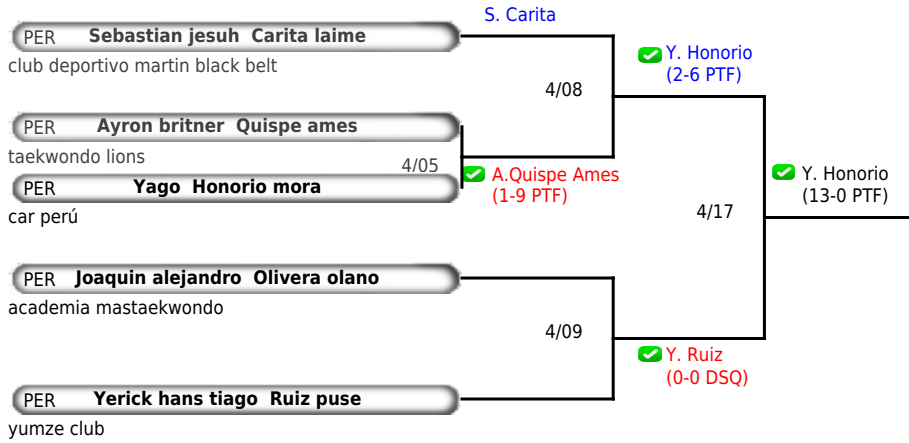 S. Carita
PER Sebastian jesuh Carita laime
club deportivo martin black belt
Y. Honorio
(2-6 PTF)
4/08
PER Ayron britner Quispe ames
taekwondo lions
4/05
A.Quispe Ames
(1-9 PTF)
PER Yago Honorio mora
car perú
Y. Honorio
(13-0 PTF)
4/17
PER Joaquin alejandro Olivera olano
academia mastaekwondo
4/09
Y. Ruiz
(0-0 DSQ)
PER Yerick hans tiago Ruiz puse
yumze club